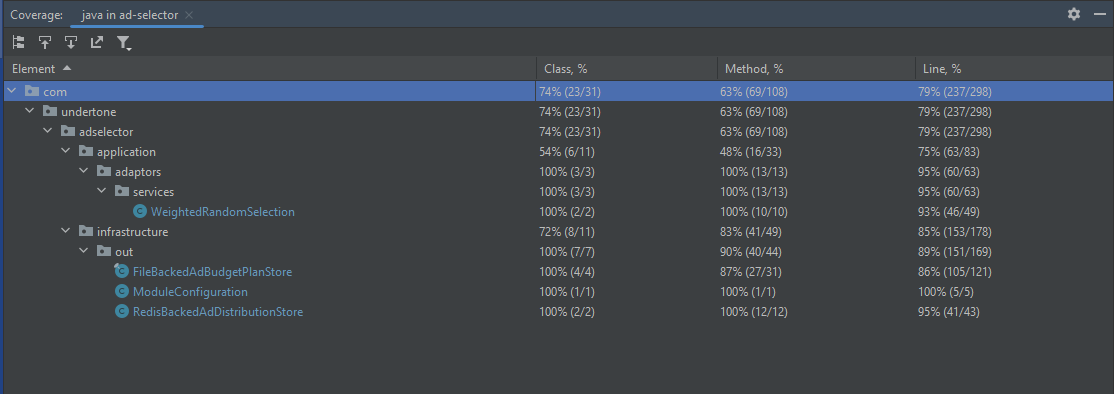 Coverage: java in ad-selector
Element Class, % Method, % Line, %
com 74% (23/31) 63% (69/108) 79% (237/298)
undertone 74% (23/31) 63% (69/108) 79% (237/298)
adselector 74% (23/31) 63% (69/108) 79% (237/298)
application 54% (6/11) 48% (16/33) 75% (63/83)
adaptors 100% (3/3) 100% (13/13) 95% (60/63)
services 100% (3/3) 100% (13/13) 95% (60/63)
C WeightedRandomSelection 100% (2/2) 100% (10/10) 93% (46/49)
infrastructure 72% (8/11) 83% (41/49) 85% (153/178)
out 100% (7/7) 90% (40/44) 89% (151/169)
C FileBackedAdBudgetPlanStore 100% (4/4) 87% (27/31) 86% (105/121)
C ModuleConfiguration 100% (1/1) 100% (1/1) 100% (5/5)
C RedisBackedAdDistributionStore 100% (2/2) 100% (12/12) 95% (41/43)